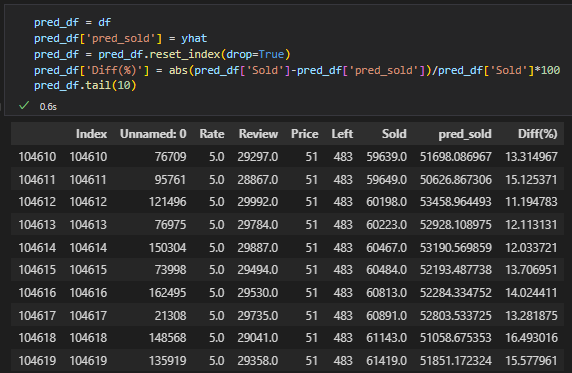 pred_df = df
pred_df['pred_sold'] = yhat
pred_df = pred_df.reset_index(drop=True)
pred_df['Diff(%)'] = abs(pred_df['Sold']-pred_df['pred_sold'])/pred_df['Sold']*100
pred_df.tail(10)
0.6s
Index Unnamed: 0 Rate Review Price Left Sold pred_sold Diff(%)
104610 104610 76709 5.0 29297.0 51 483 59639.0 51698.086967 13.314967
104611 104611 95761 5.0 28867.0 51 483 59649.0 50626.867306 15.125371
104612 104612 121496 5.0 29992.0 51 483 60198.0 53458.964493 11.194783
104613 104613 76975 5.0 29784.0 51 483 60223.0 52928.108975 12.113131
104614 104614 150304 5.0 29887.0 51 483 60467.0 53190.569859 12.033721
104615 104615 73998 5.0 29494.0 51 483 60484.0 52193.487738 13.706951
104616 104616 162495 5.0 29530.0 51 483 60813.0 52284.334752 14.024411
104617 104617 21308 5.0 29735.0 51 483 60891.0 52803.533725 13.281875
104618 104618 148568 5.0 29041.0 51 483 61143.0 51058.675353 16.493016
104619 104619 135919 5.0 29358.0 51 483 61419.0 51851.172324 15.577961